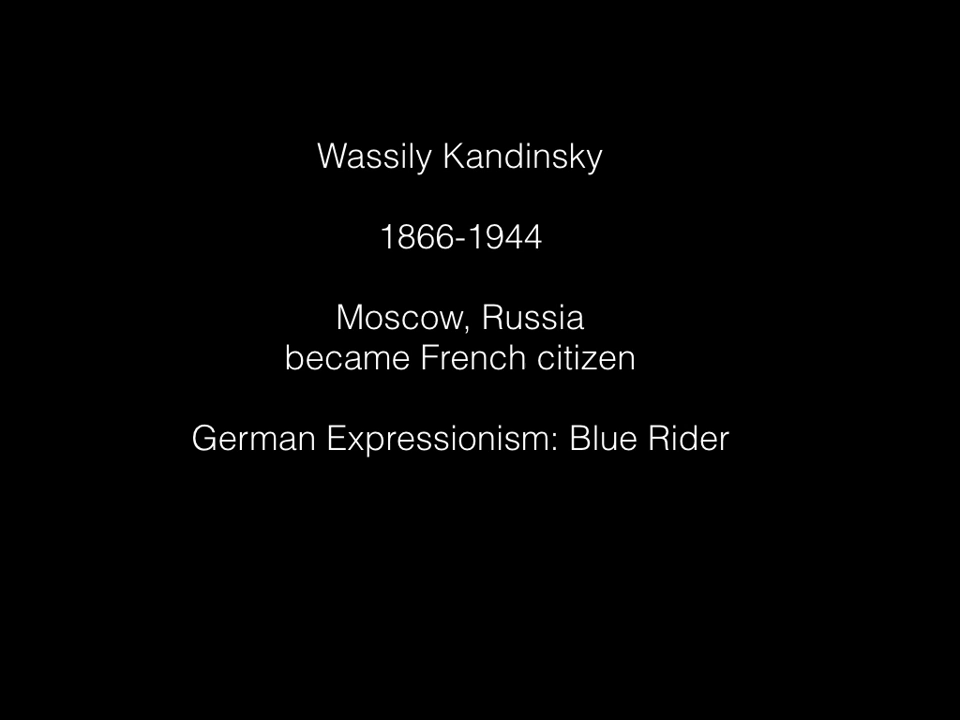 Wassily Kandinsky
1866-1944
Moscow, Russia
became French citizen
German Expressionism: Blue Rider